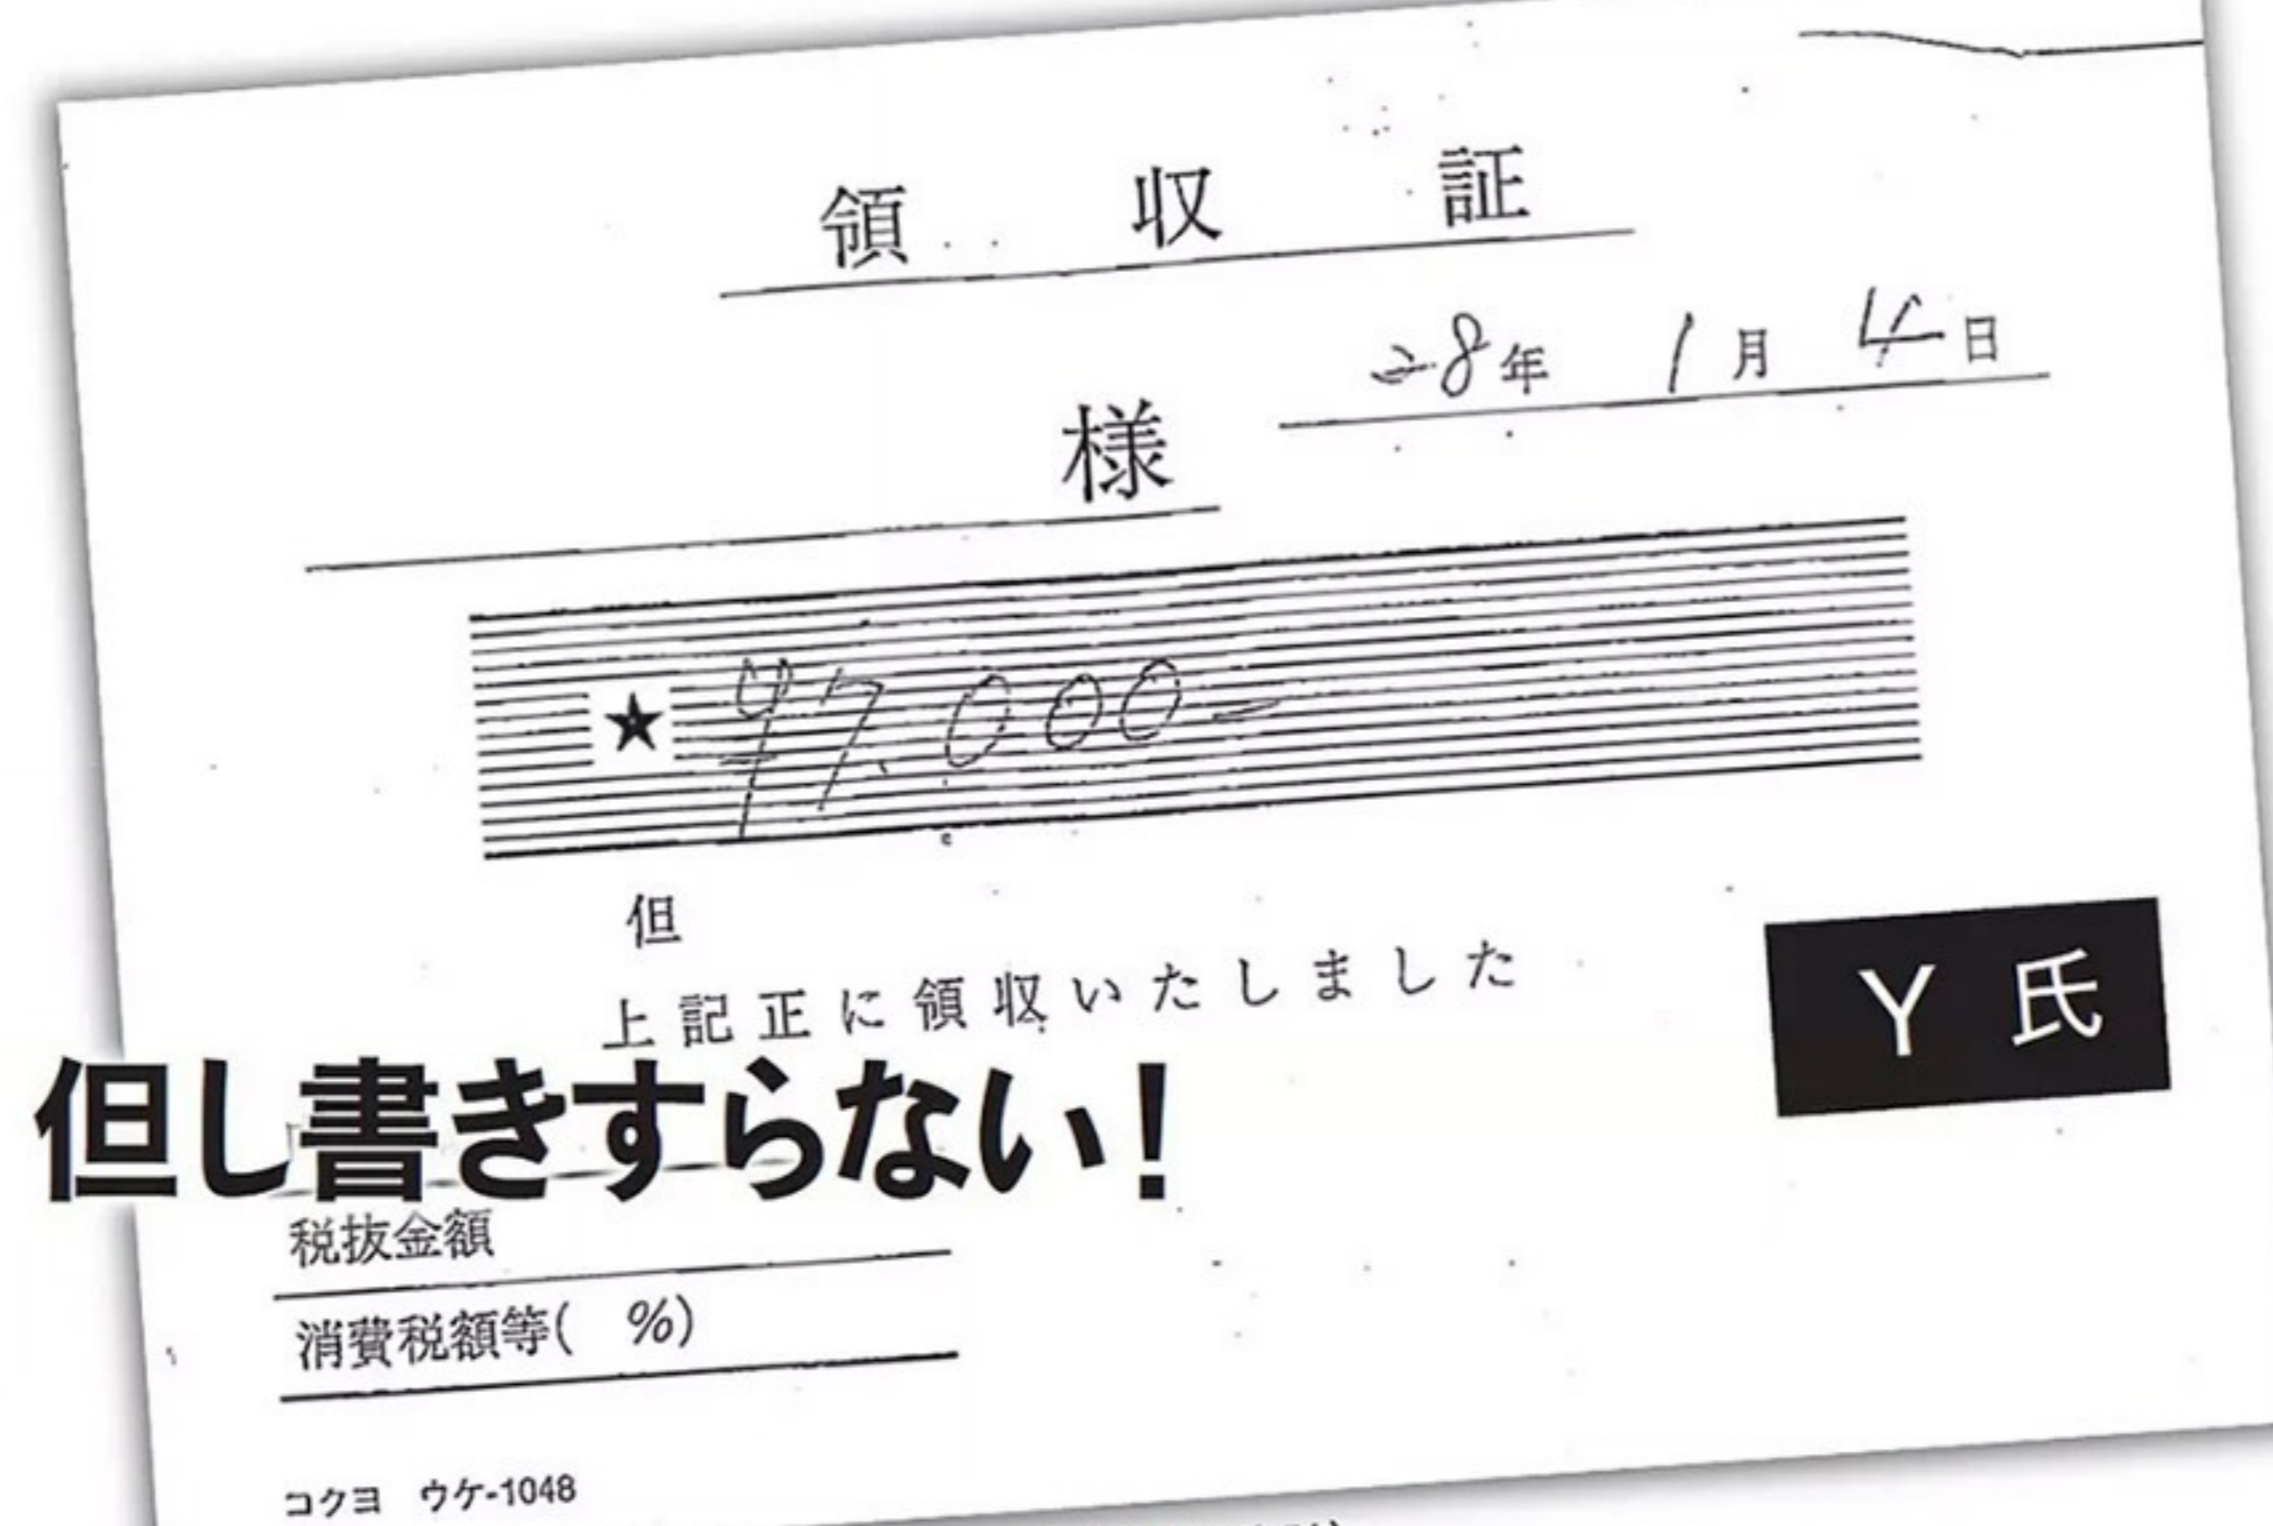 領収証
28年 1月 4日
様
★ ¥7.000-
但
上記正に領収いたしました
Y氏
但し書きすらない!
税抜金額
消費税額等( %)
コクヨ ウケ-1048